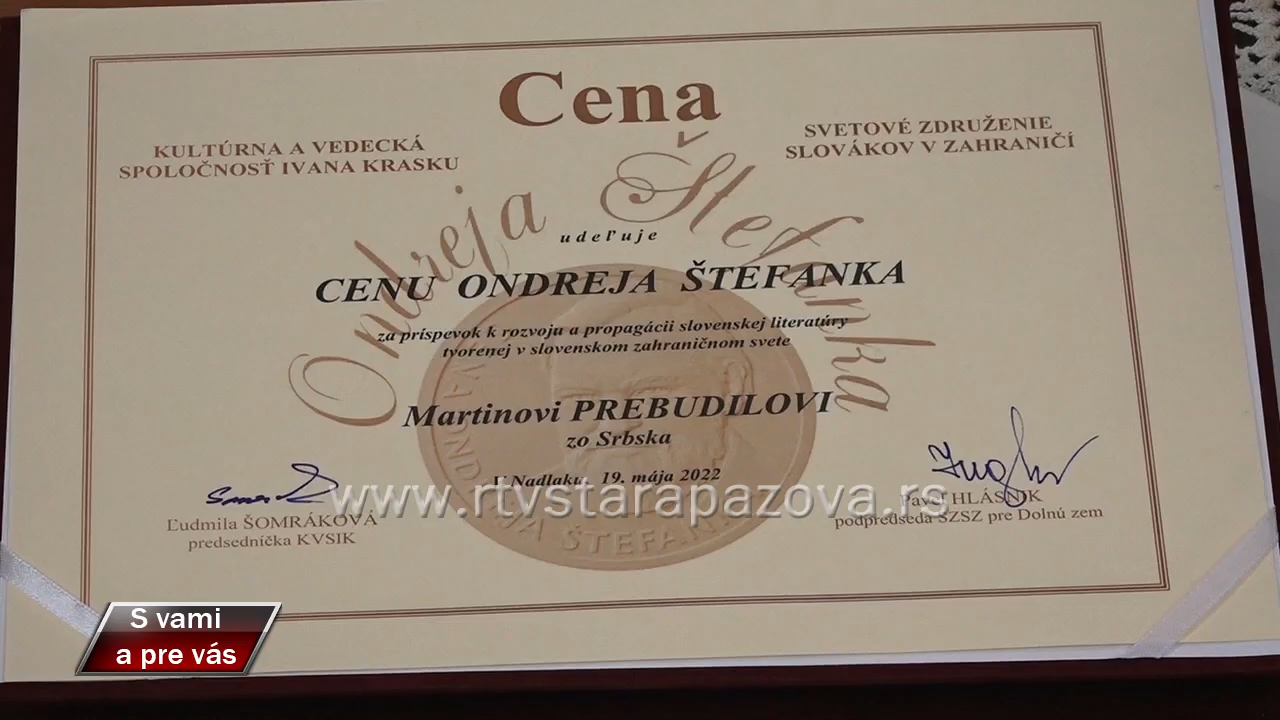 Cena
KULTÚRNA A VEDECKÁ
SPOLOČNOSŤ IVANA KRASKU
SVETOVÉ ZDRUŽENIE
SLOVÁKOV V ZAHRANIČÍ
Ondreja Štefanka
udeľuje
CENU ONDREJA ŠTEFANKA
za príspevok k rozvoju a propagácii slovenskej literatúry
tvorenej v slovenskom zahraničnom svete
Martinovi PREBUDILOVI
zo Srbska
V Nadlaku, 19. mája 2022
www.rtvstarapazova.rs
Ľudmila ŠOMRÁKOVÁ
predsedníčka KVSIK
Pavel HLÁSNIK
podpredseda SZSZ pre Dolnú zem
ŠTEFAN
S vami
a pre vás